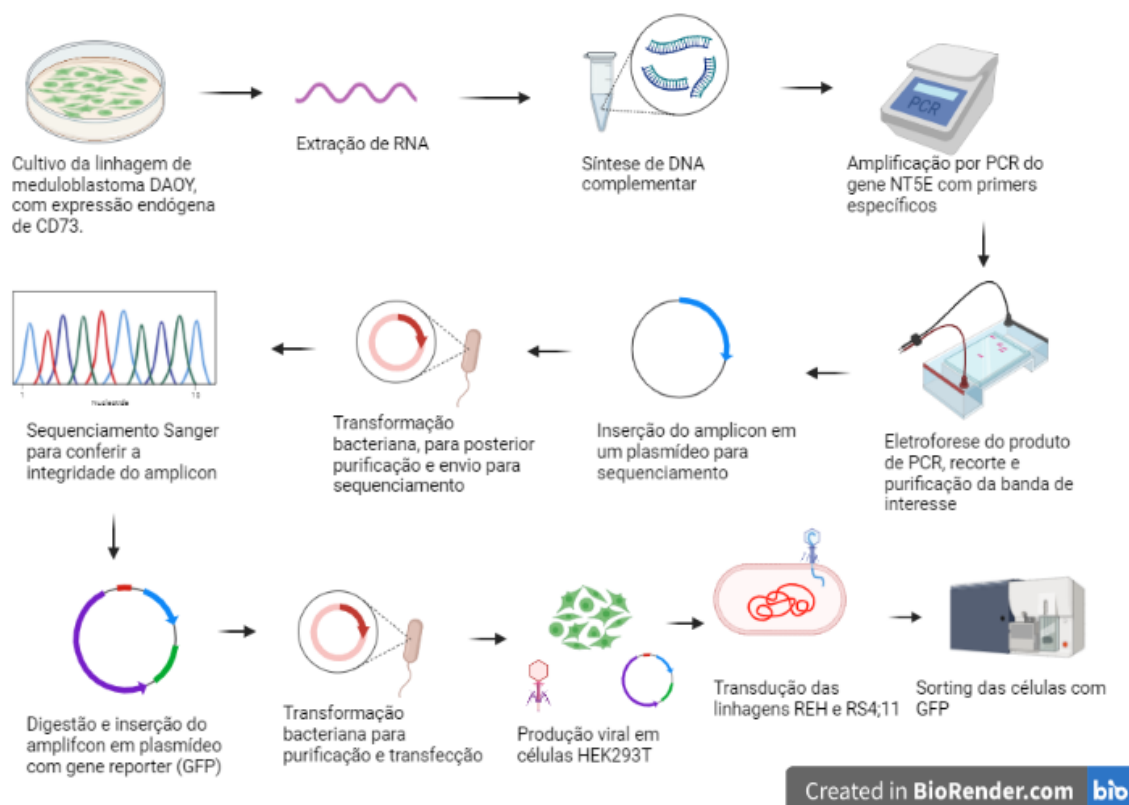 Cultivo da linhagem de
meduloblastoma DAOY,
com expressão endógena
de CD73.
Extração de RNA
Síntese de DNA
complementar
PCR
Amplificação por PCR do
gene NT5E com primers
específicos
Eletroforese do produto
de PCR, recorte e
purificação da banda de
interesse
Inserção do amplicon em
um plasmídeo para
sequenciamento
Transformação
bacteriana, para posterior
purificação e envio para
sequenciamento
1
Nucleotide
10
Sequenciamento Sanger
para conferir a
integridade do amplicon
Digestão e inserção do
amplifcon em plasmídeo
com gene reporter (GFP)
Transformação
bacteriana para
purificação e transfecção
Produção viral em
células HEK293T
Transdução das
linhagens REH e RS4;11
Sorting das células com
GFP
Created in BioRender.com bio